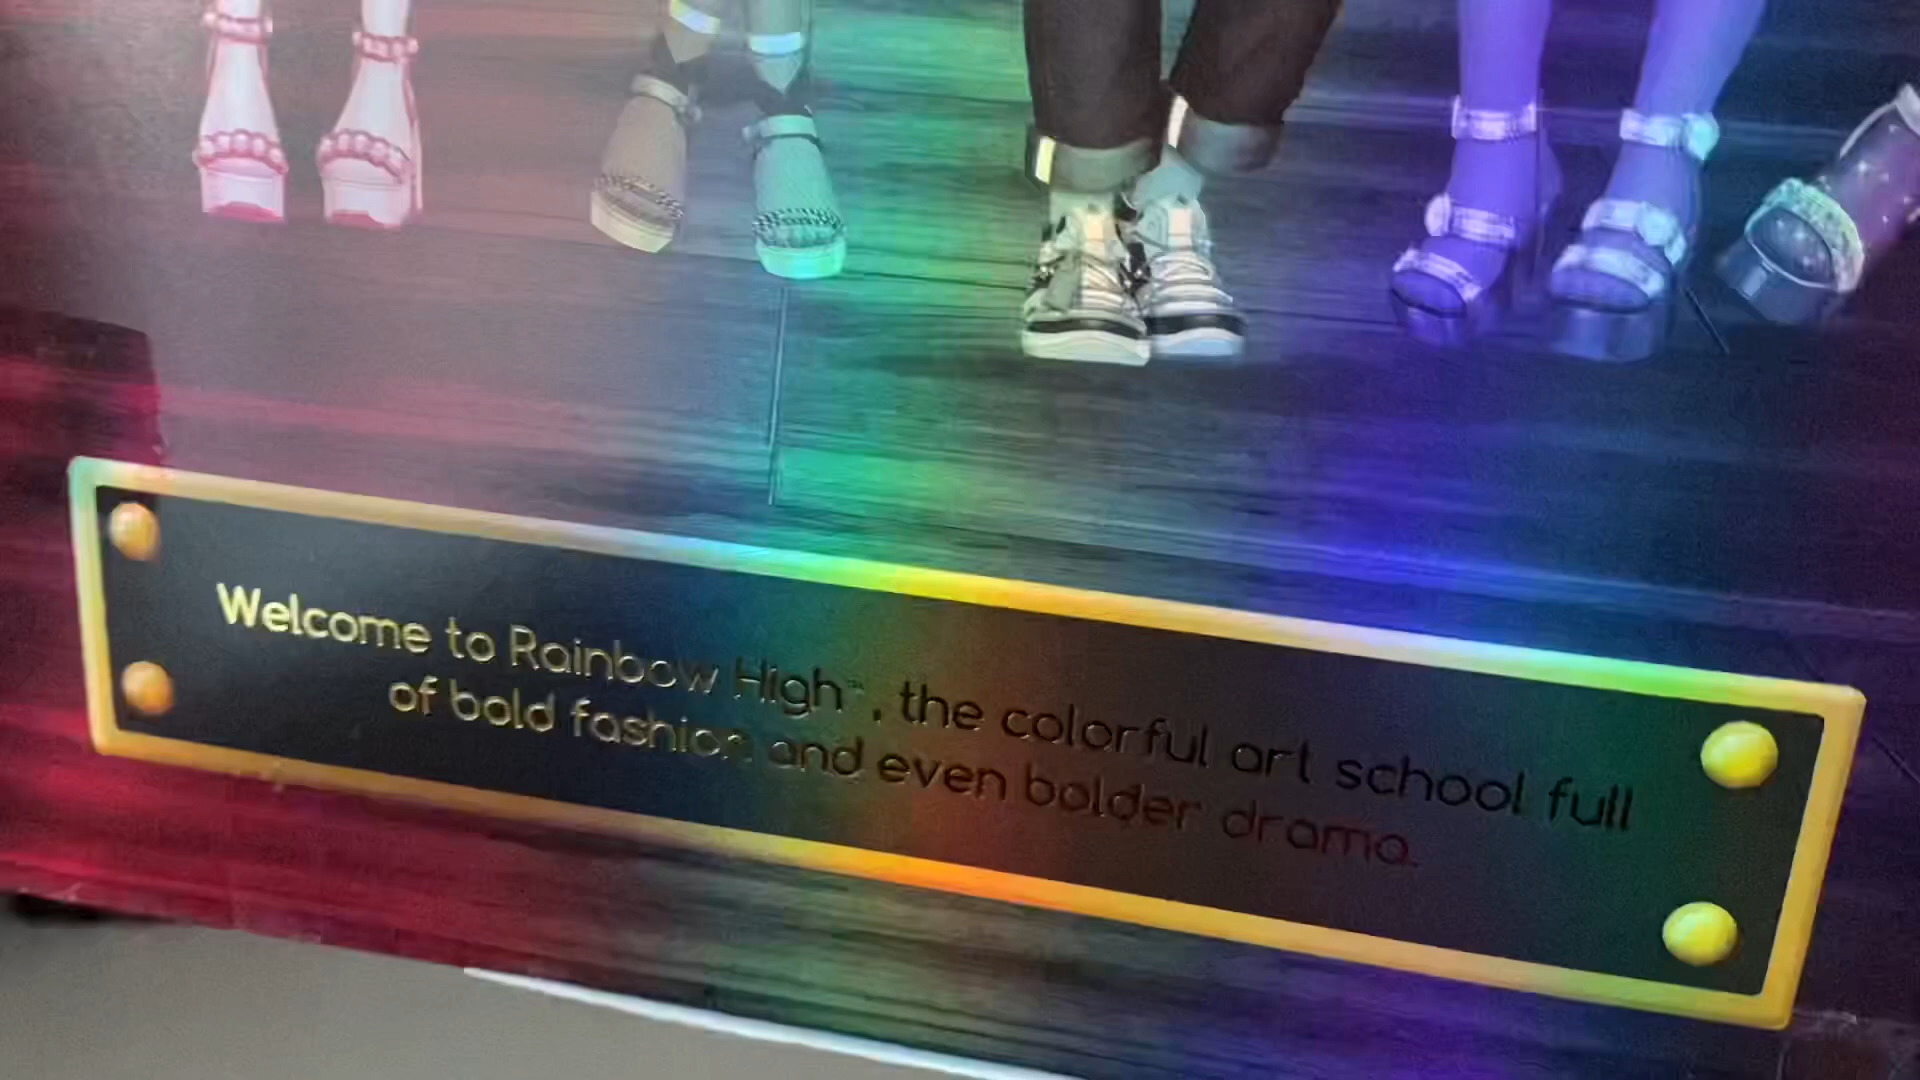 Welcome to Rainbow High™, the colorful art school full
of bold fashion and even bolder drama.